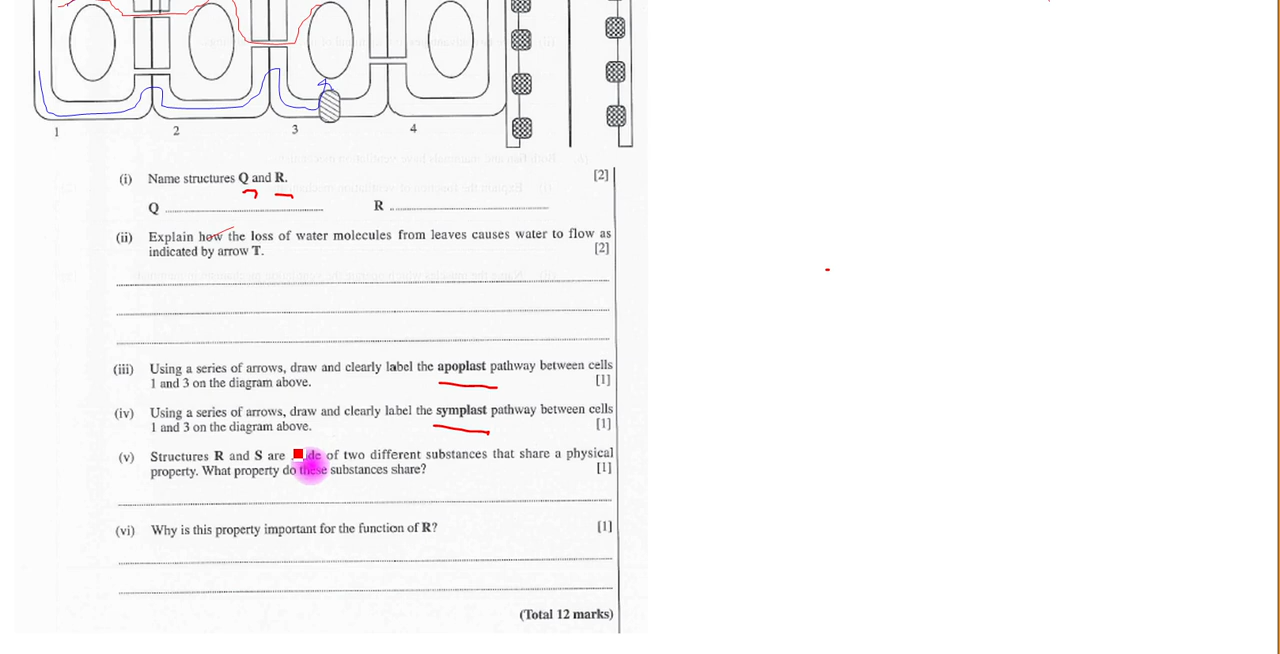 1 2 3 4
(i) Name structures Q and R. [2]
Q R
(ii) Explain how the loss of water molecules from leaves causes water to flow as
indicated by arrow T. [2]
(iii) Using a series of arrows, draw and clearly label the apoplast pathway between cells
1 and 3 on the diagram above. [1]
(iv) Using a series of arrows, draw and clearly label the symplast pathway between cells
1 and 3 on the diagram above. [1]
(v) Structures R and S are of two different substances that share a physical
property. What property do these substances share? [1]
(vi) Why is this property important for the function of R? [1]
(Total 12 marks)